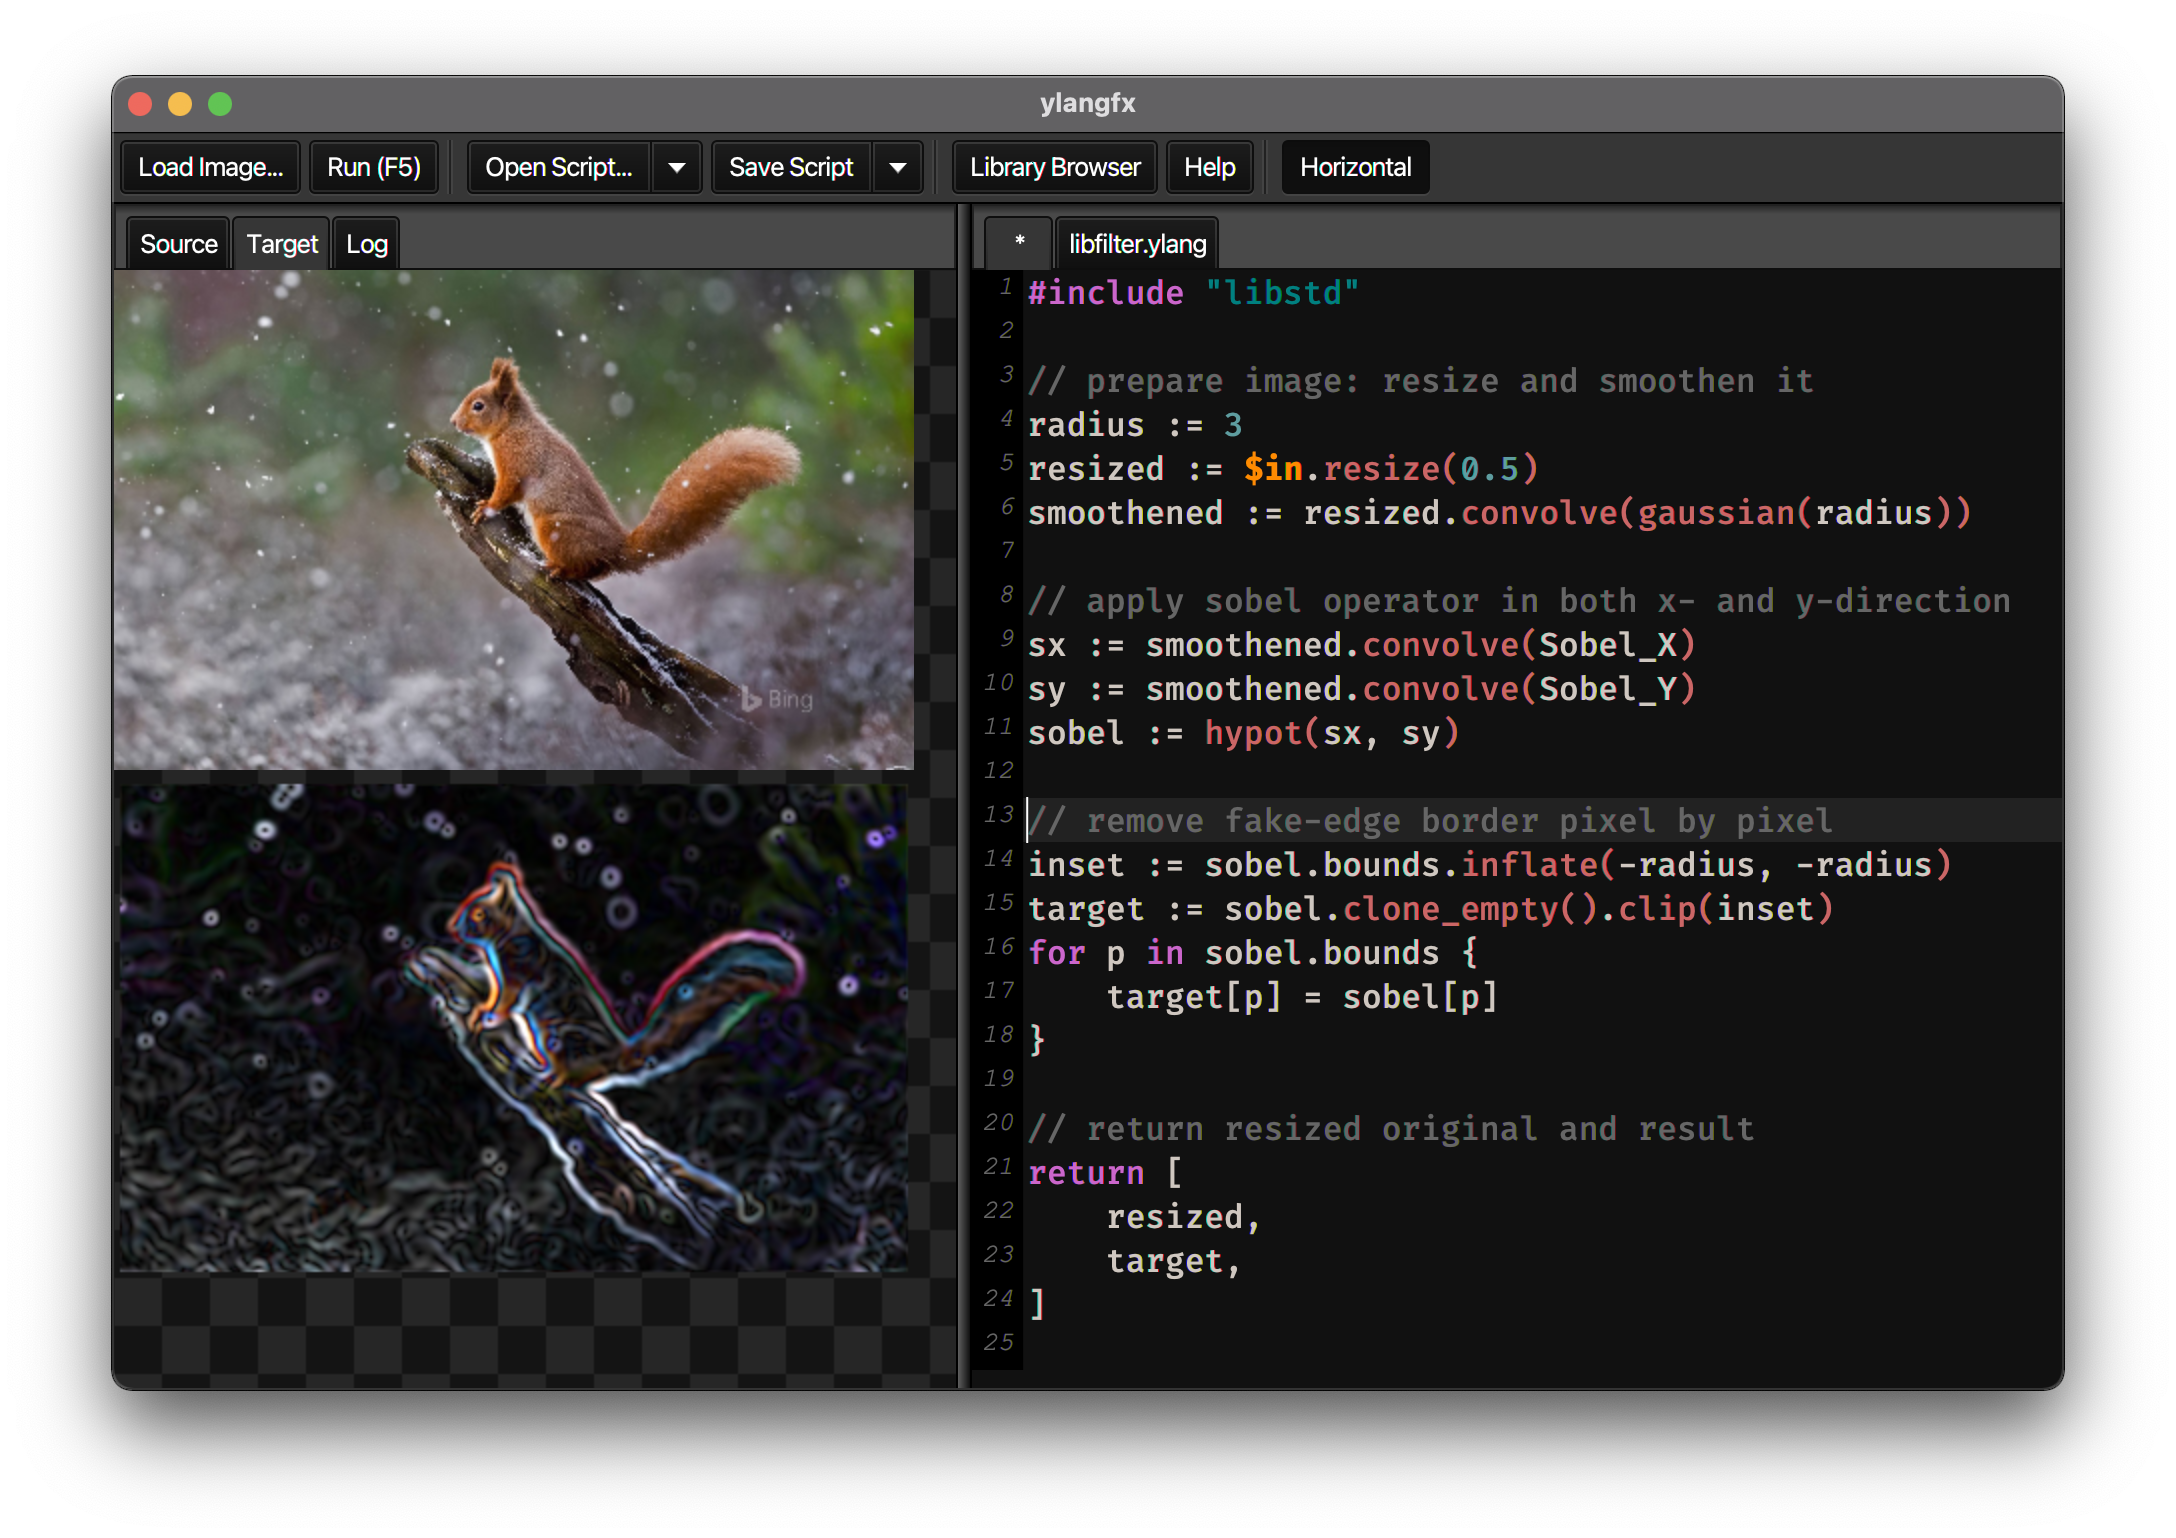 ylangfx
Load Image... Run (F5) Open Script... Save Script Library Browser Help Horizontal
Source Target Log
Bing
Bing
* libfilter.ylang
1 #include "libstd"
2
3 // prepare image: resize and smoothen it
4 radius := 3
5 resized := $in.resize(0.5)
6 smoothened := resized.convolve(gaussian(radius))
7
8 // apply sobel operator in both x- and y-direction
9 sx := smoothened.convolve(Sobel_X)
10 sy := smoothened.convolve(Sobel_Y)
11 sobel := hypot(sx, sy)
12
13 // remove fake-edge border pixel by pixel
14 inset := sobel.bounds.inflate(-radius, -radius)
15 target := sobel.clone_empty().clip(inset)
16 for p in sobel.bounds {
17     target[p] = sobel[p]
18 }
19
20 // return resized original and result
21 return [
22     resized,
23     target,
24 ]
25